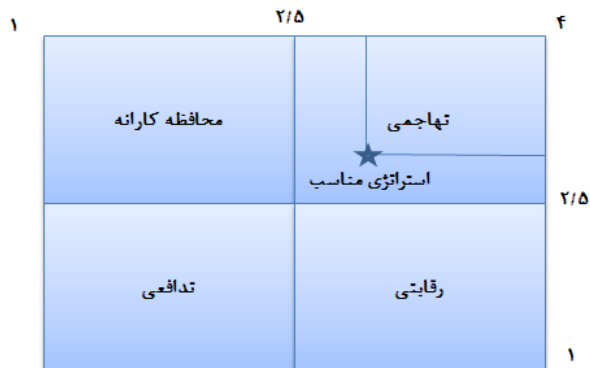 ۴ ۲/۵ ۱
تهاجمی محافظه کارانه
استراتژی مناسب
۲/۵
رقابتی تدافعی
۱